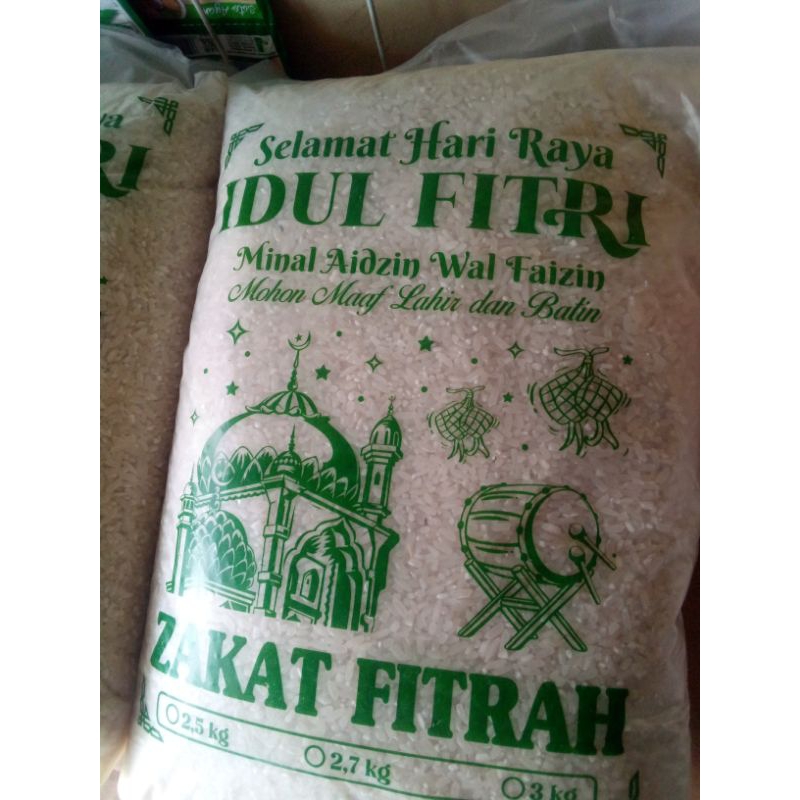 Selamat Hari Raya
IDUL FITRI
Minal Aidzin Wal Faizin
Mohon Maaf Lahir dan Batin
ZAKAT FITRAH
2,5 kg
2,7 kg
3 kg